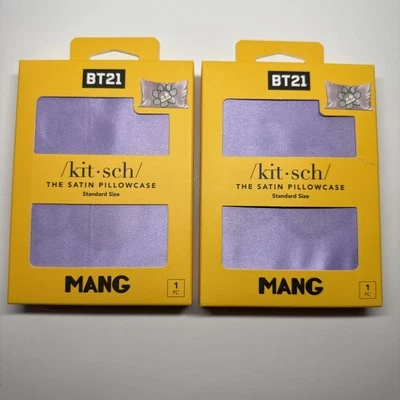 BT21
/kit·sch/
THE SATIN PILLOWCASE
Standard Size
MANG
1
PC
BT21
/kit·sch/
THE SATIN PILLOWCASE
Standard Size
MANG
1
PC